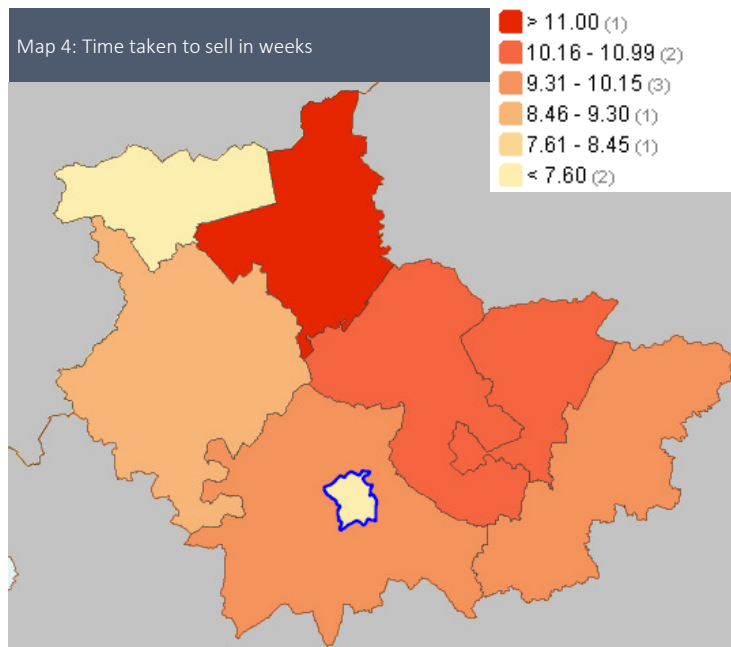 Map 4: Time taken to sell in weeks
> 11.00 (1)
10.16 - 10.99 (2)
9.31 - 10.15 (3)
8.46 - 9.30 (1)
7.61 - 8.45 (1)
< 7.60 (2)